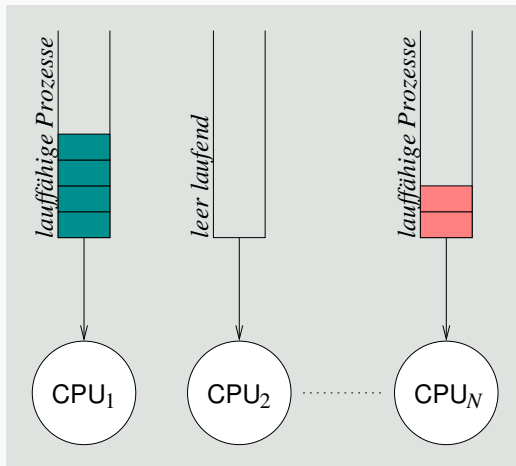 lauffähige Prozesse
leer laufend
lauffähige Prozesse
CPU1
CPU2
CPUN